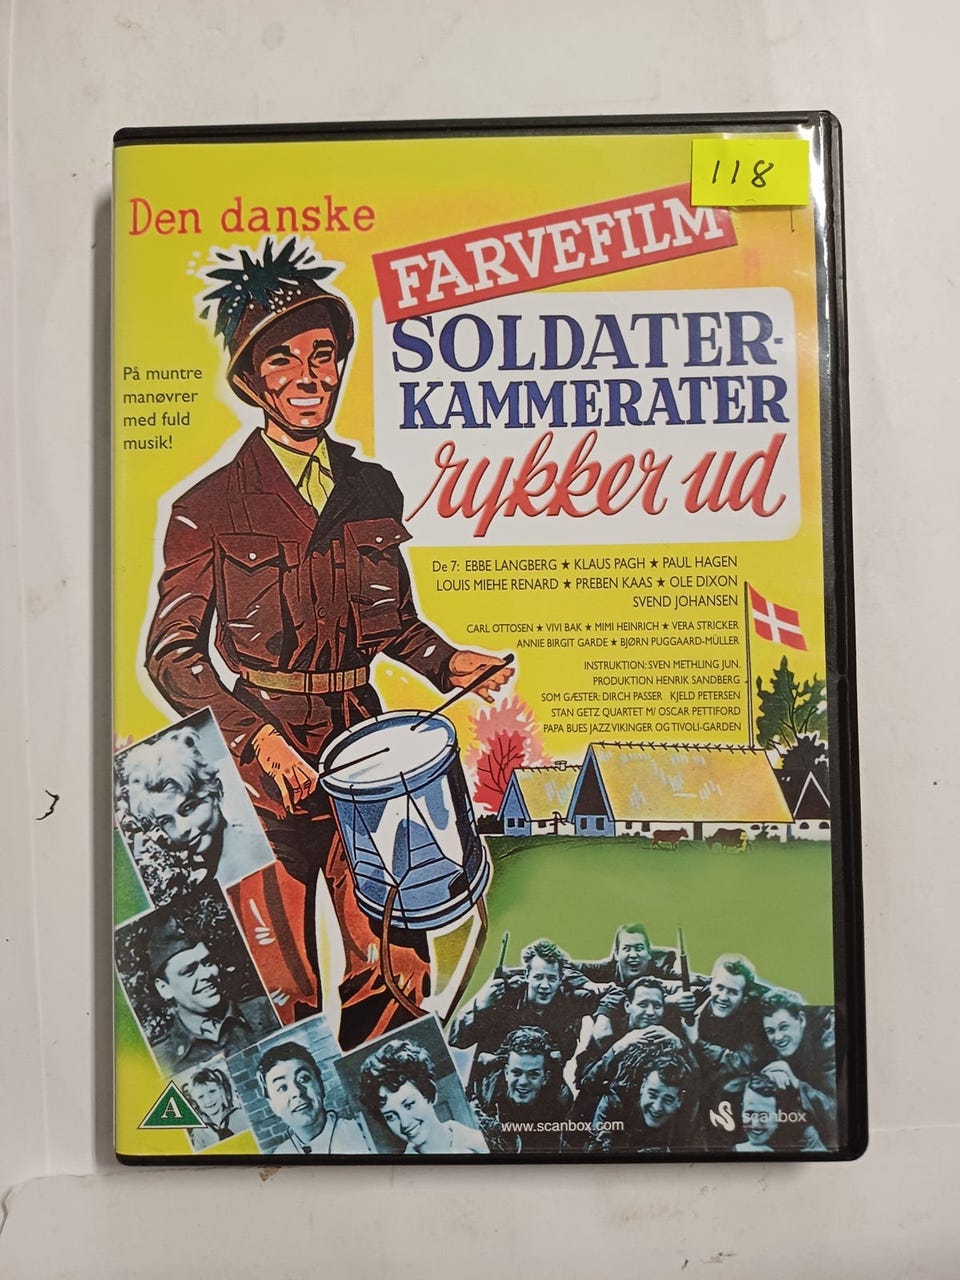 118
Den danske
FARVEFILM
SOLDATER-
KAMMERATER
rykker ud
På muntre
manøvrer
med fuld
musik!
De 7: EBBE LANGBERG ★ KLAUS PAGH ★ PAUL HAGEN
LOUIS MIEHE RENARD ★ PREBEN KAAS ★ OLE DIXON
SVEND JOHANSEN
CARL OTTOSEN ★ VIVI BAK ★ MIMI HEINRICH ★ VERA STRICKER
ANNIE BIRGIT GARDE ★ BJØRN PUGGAARD-MÜLLER
INSTRUKTION: SVEN METHLING JUN.
PRODUKTION HENRIK SANDBERG
SOM GÆSTER: DIRCH PASSER KJELD PETERSEN
STAN GETZ QUARTET M/ OSCAR PETTIFORD
PAPA BUES JAZZ VIKINGER OG TIVOLI-GARDEN
A
www.scanbox.com
scanbox